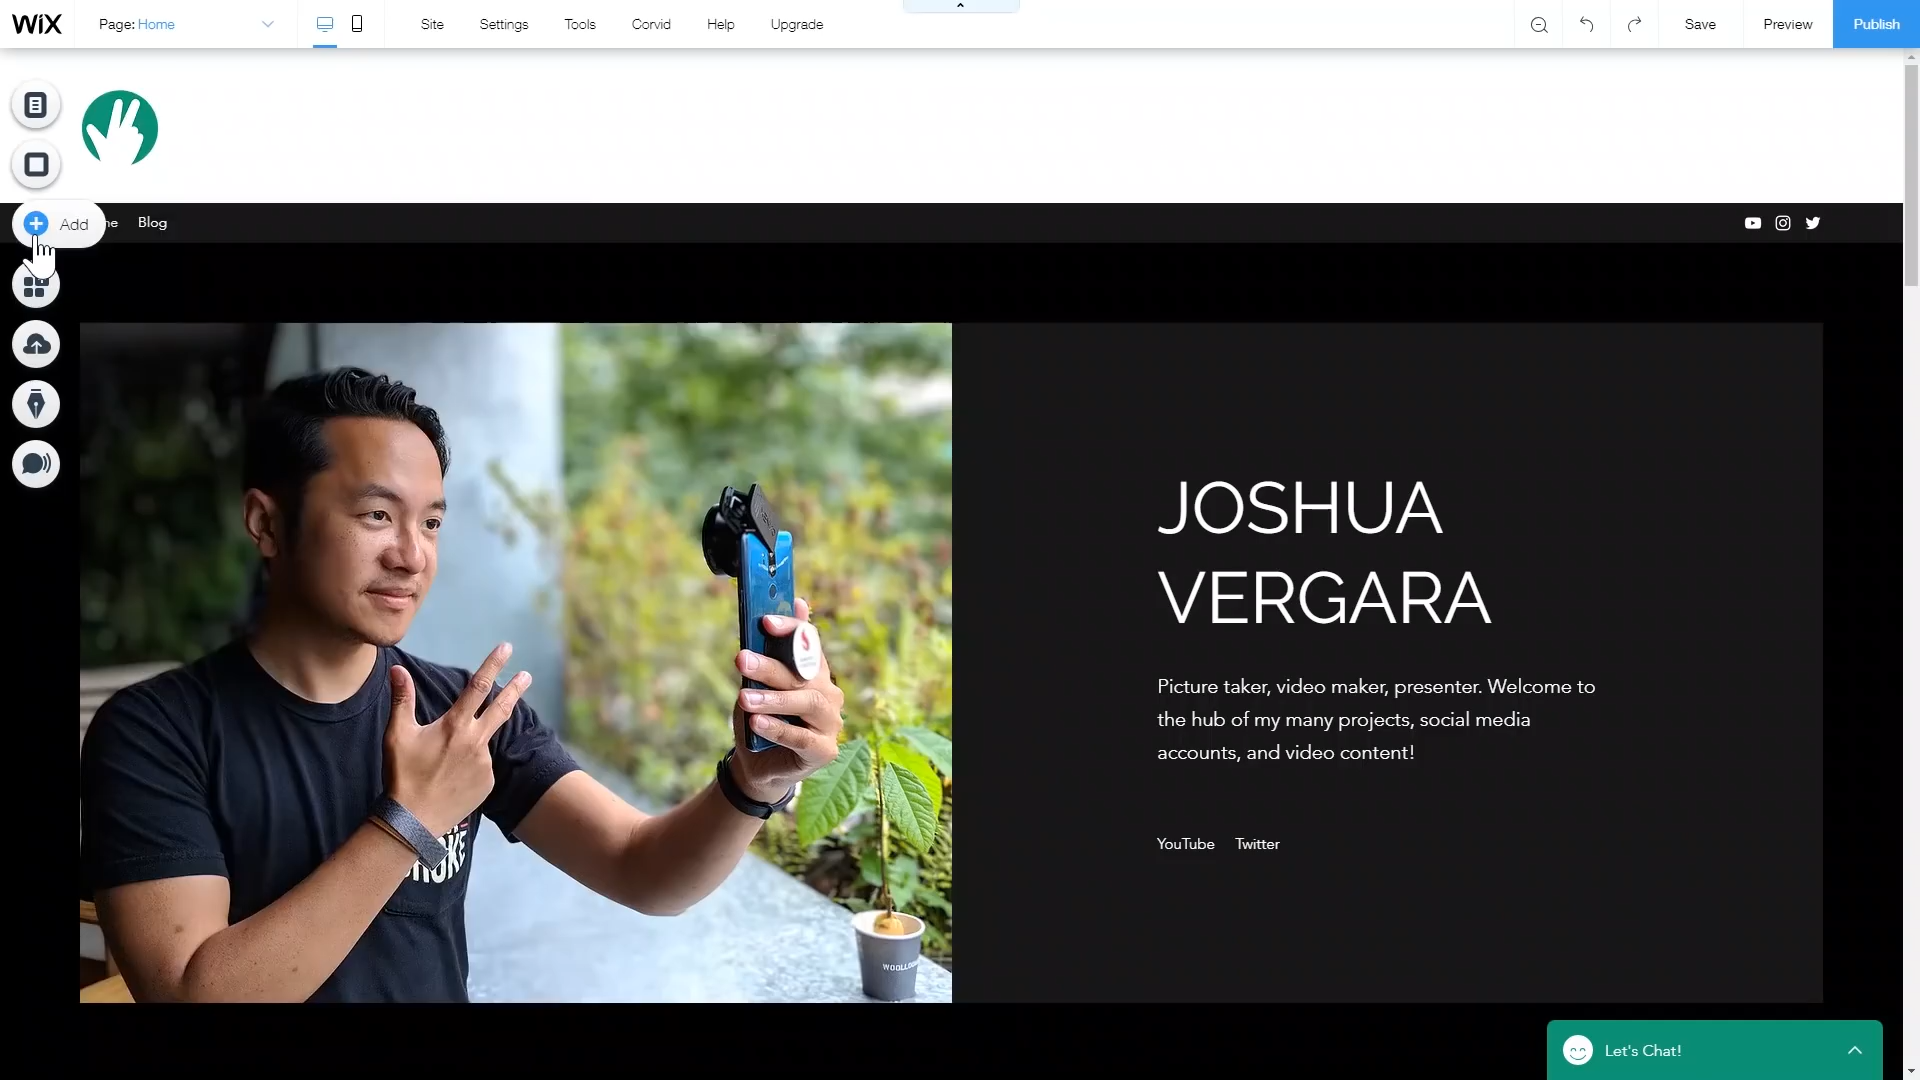 WiX
Page: Home
Site
Settings
Tools
Corvid
Help
Upgrade
Save
Preview
Publish
Add
Blog
JOSHUA
VERGARA
Picture taker, video maker, presenter. Welcome to
the hub of my many projects, social media
accounts, and video content!
YouTube Twitter
Let's Chat!